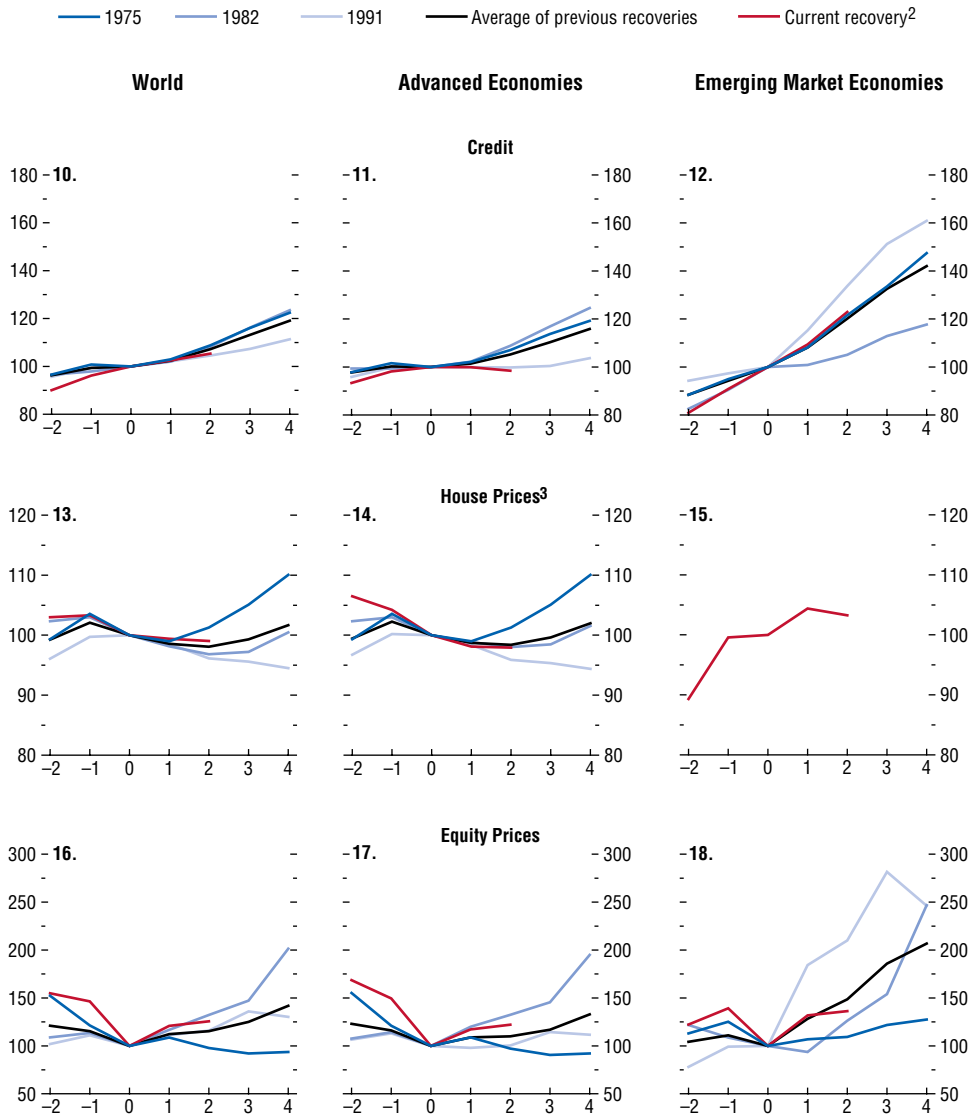 1975 1982 1991 Average of previous recoveries Current recovery2
World Advanced Economies Emerging Market Economies
Credit
180 10. 11. 180 12. 180
160 160 160
140 140 140
120 120 120
100 100 100
80 80 80
–2 –1 0 1 2 3 4 –2 –1 0 1 2 3 4 –2 –1 0 1 2 3 4
House Prices3
120 13. 14. 120 15. 120
110 110 110
100 100 100
90 90 90
80 80 80
–2 –1 0 1 2 3 4 –2 –1 0 1 2 3 4 –2 –1 0 1 2 3 4
Equity Prices
300 16. 17. 300 18. 300
250 250 250
200 200 200
150 150 150
100 100 100
50 50 50
–2 –1 0 1 2 3 4 –2 –1 0 1 2 3 4 –2 –1 0 1 2 3 4